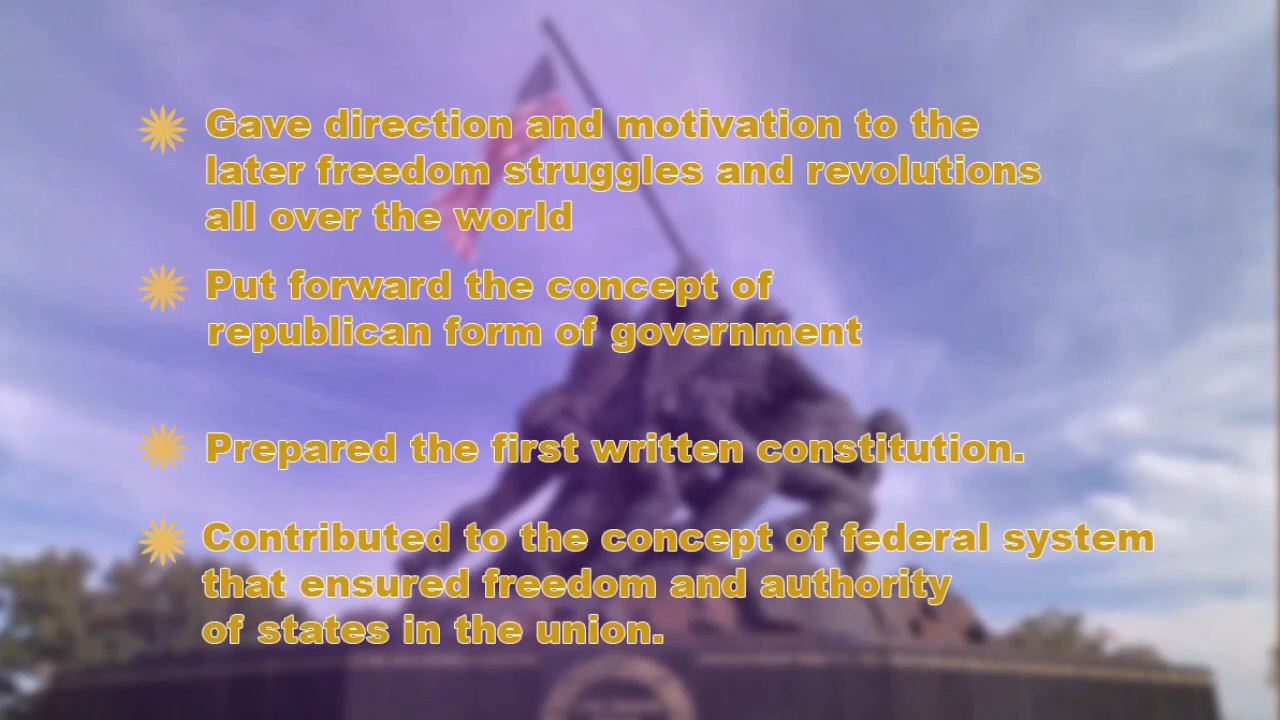 Gave direction and motivation to the
later freedom struggles and revolutions
all over the world
Put forward the concept of
republican form of government
Prepared the first written constitution.
Contributed to the concept of federal system
that ensured freedom and authority
of states in the union.